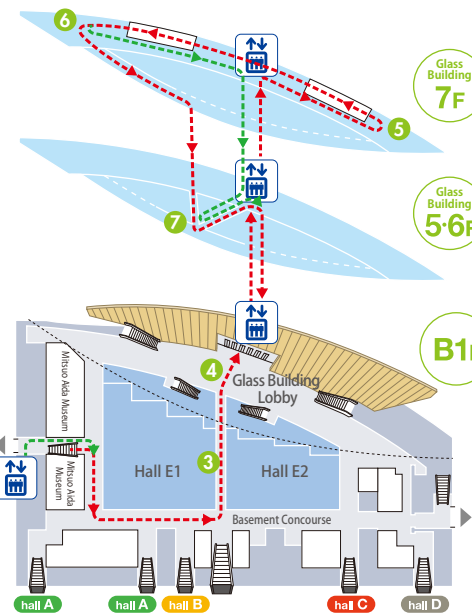 6
Glass
Building
7F
5
Glass
Building
5·6F
7
B1
4
Glass Building
Lobby
Mitsuo Aida Museum
Mitsuo Aida
Museum
Hall E1
3
Hall E2
Basement Concourse
hall A
hall A
hall B
hall C
hall D